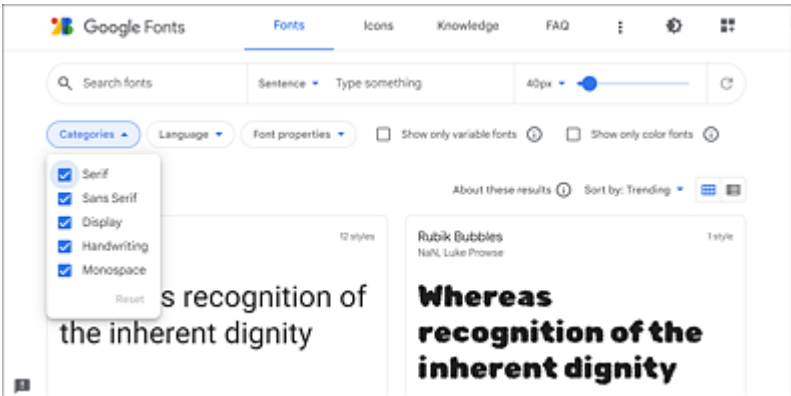 Google Fonts
Fonts
Icons
Knowledge
FAQ
Search fonts
Sentence
Type something
40px
Categories
Language
Font properties
Show only variable fonts
Show only color fonts
Serif
Sans Serif
Display
Handwriting
Monospace
Reset
About these results
Sort by: Trending
12 styles
s recognition of
the inherent dignity
Rubik Bubbles
1 style
NaN, Luke Prowse
Whereas
recognition of the
inherent dignity